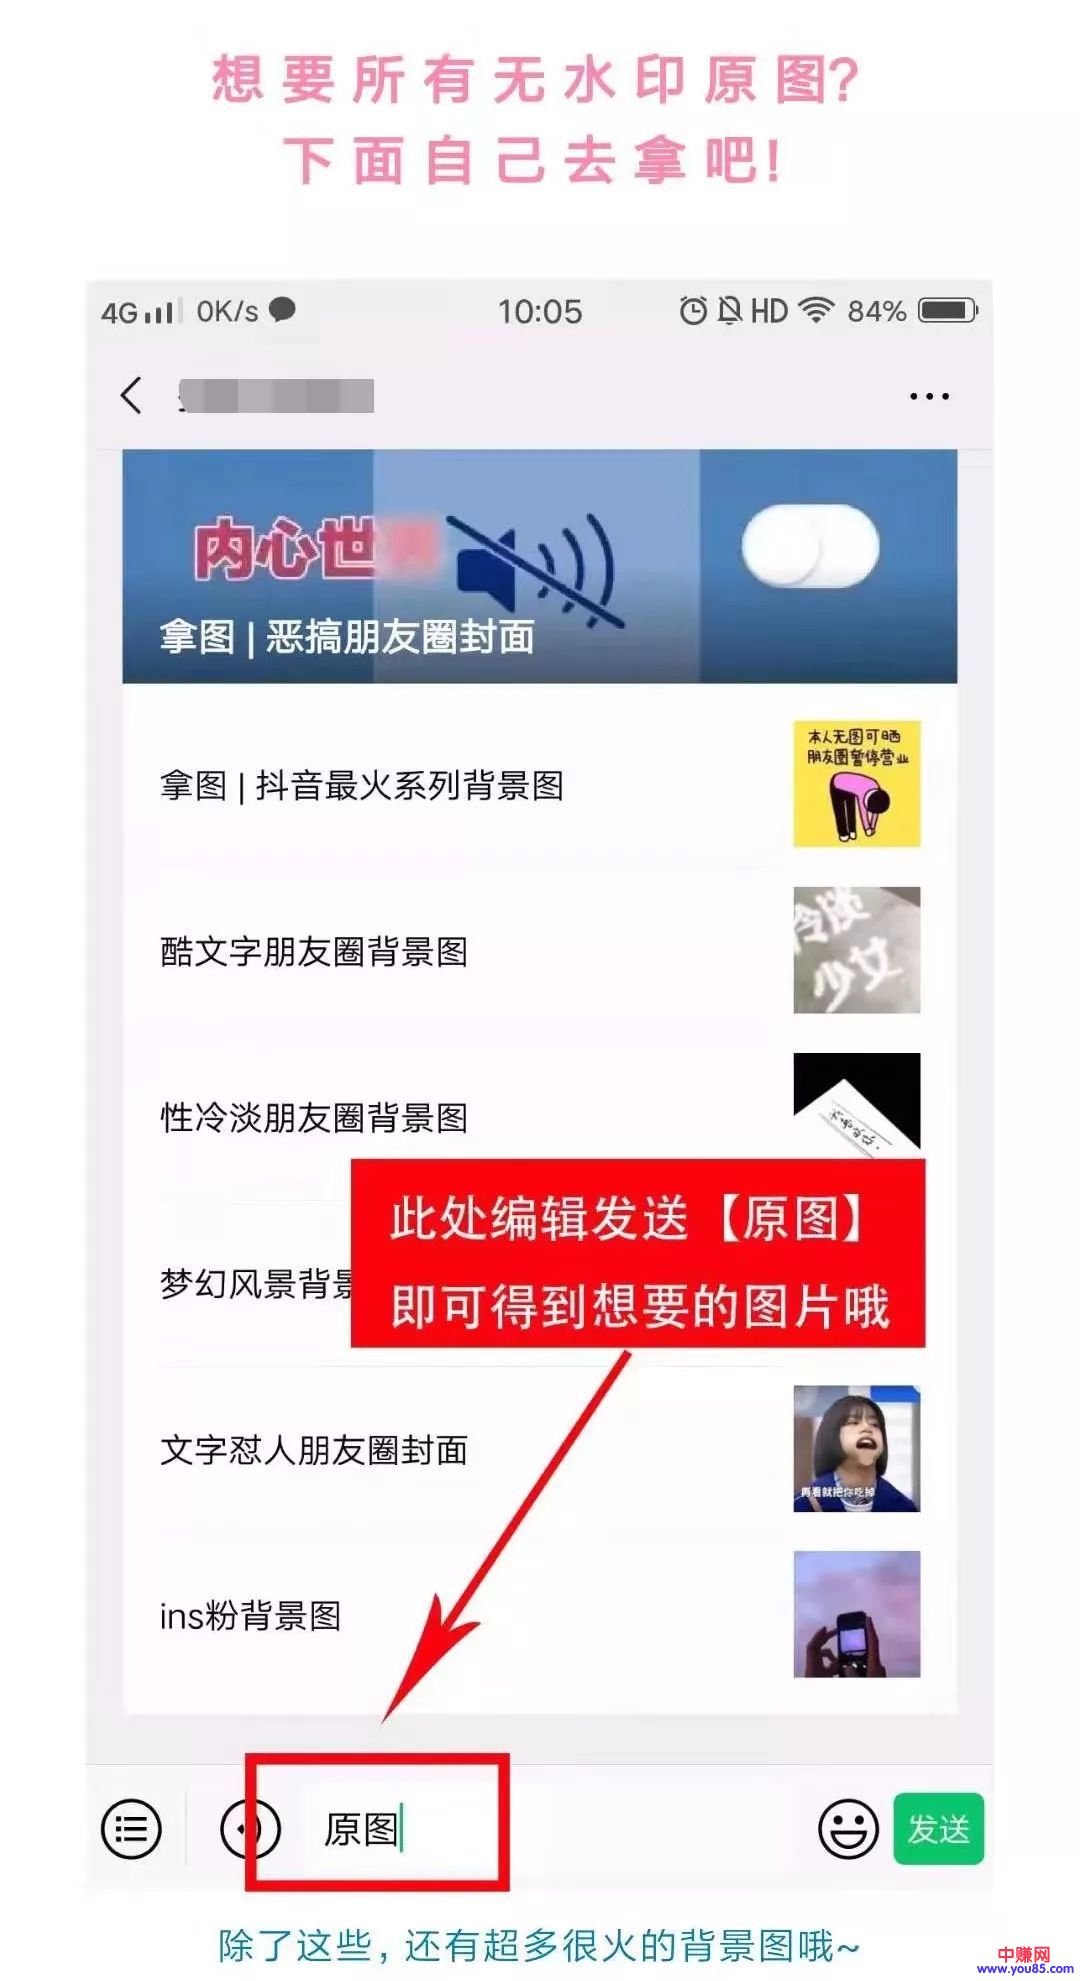 想要所有无水印原图?
下面自己去拿吧!
4G 0K/s 10:05 HD 84%
内心世
拿图 | 恶搞朋友圈封面
拿图 | 抖音最火系列背景图
本人无图可晒
朋友圈暂停营业
酷文字朋友圈背景图
冷淡
少女
性冷淡朋友圈背景图
此处编辑发送【原图】
即可得到想要的图片哦
梦幻风景背景
文字怼人朋友圈封面
再看就把你吃掉
ins粉背景图
原图
发送
除了这些,还有超多很火的背景图哦~
中赚网
www.you85.com